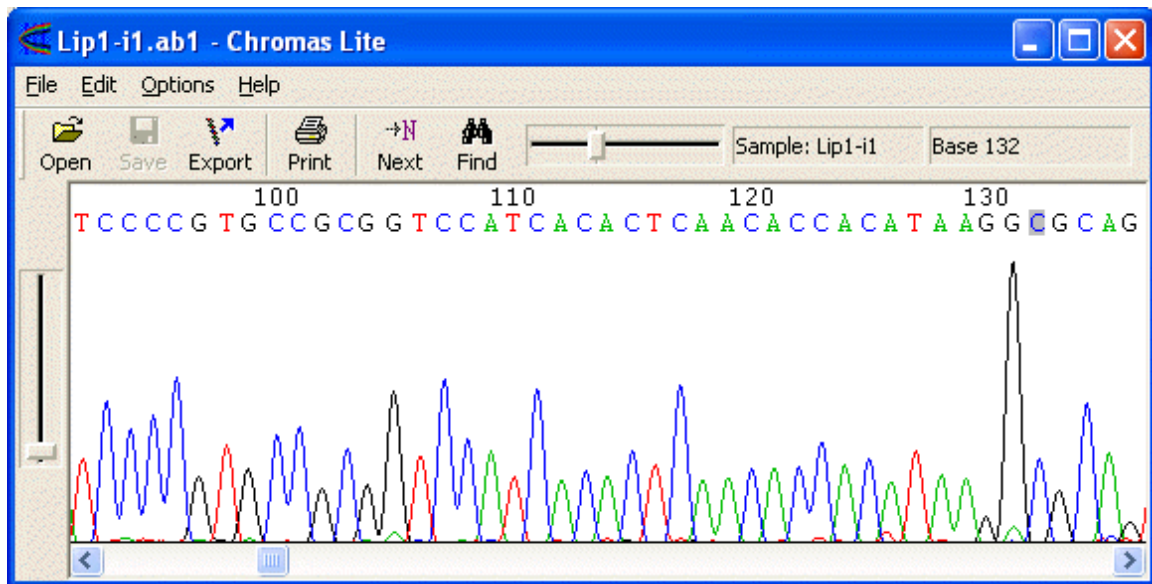 Lip1-i1.ab1 - Chromas Lite
File Edit Options Help
Open Save Export Print Next Find Sample: Lip1-i1 Base 132
100 110 120 130
T C C C C G T G C C G C G G T C C A T C A C A C T C A A C A C C A C A T A A G G C G C A G